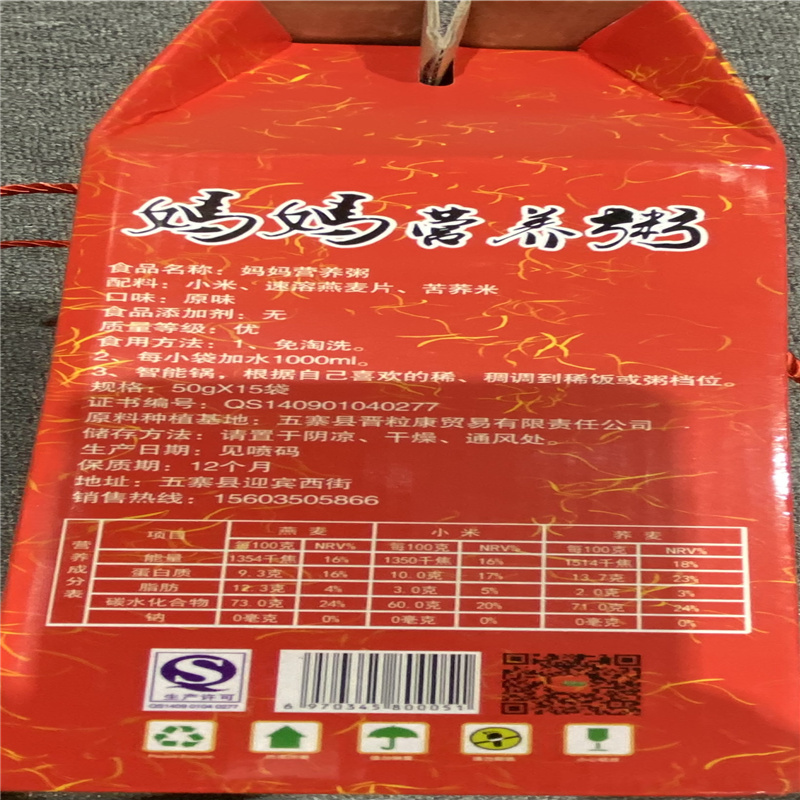 妈妈营养粥
食品名称：妈妈营养粥
配料：小米、速溶燕麦片、苦荞米
口味：原味
食品添加剂：无
质量等级：优
食用方法：1、免淘洗。
2、每小袋加水1000ml。
3、智能锅，根据自己喜欢的稀、稠调到稀饭或粥档位。
规格：50gX15袋
证书编号：QS140901040277
原料种植基地：五寨县晋粒康贸易有限责任公司
储存方法：请置于阴凉、干燥、通风处。
生产日期：见喷码
保质期：12个月
地址：五寨县迎宾西街
销售热线：15603505866
营养成分表
项目 燕麦 小米 荞麦
每100克 NRV% 每100克 NRV% 每100克 NRV%
能量 1354千焦 16% 1350千焦 16% 1514千焦 18%
蛋白质 9.3克 16% 10.0克 17% 13.7克 23%
脂肪 12.3克 4% 3.0克 5% 2.0克 3%
碳水化合物 73.0克 24% 60.0克 20% 71.0克 24%
钠 0毫克 0% 0毫克 0% 0毫克 0%
生产许可
QS1409 0104 0277
6 970345 800051